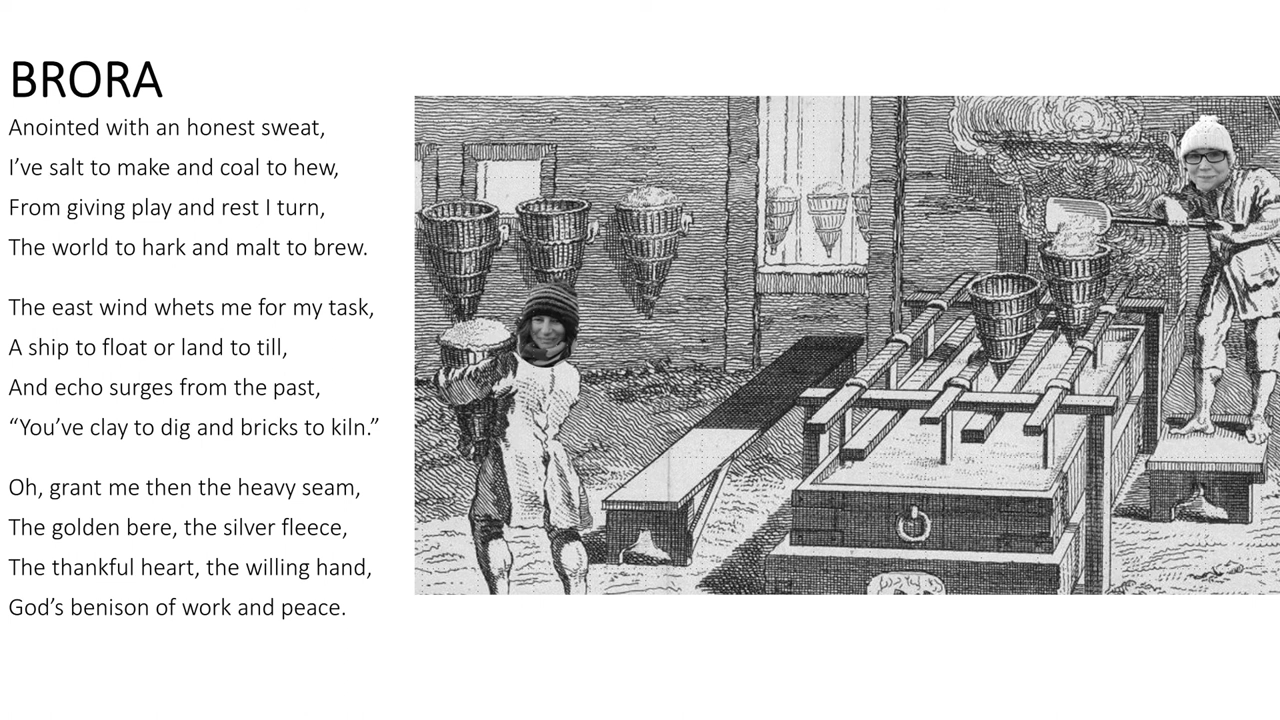 BRORA
Anointed with an honest sweat,
I’ve salt to make and coal to hew,
From giving play and rest I turn,
The world to hark and malt to brew.
The east wind whets me for my task,
A ship to float or land to till,
And echo surges from the past,
“You’ve clay to dig and bricks to kiln.”
Oh, grant me then the heavy seam,
The golden bere, the silver fleece,
The thankful heart, the willing hand,
God’s benison of work and peace.